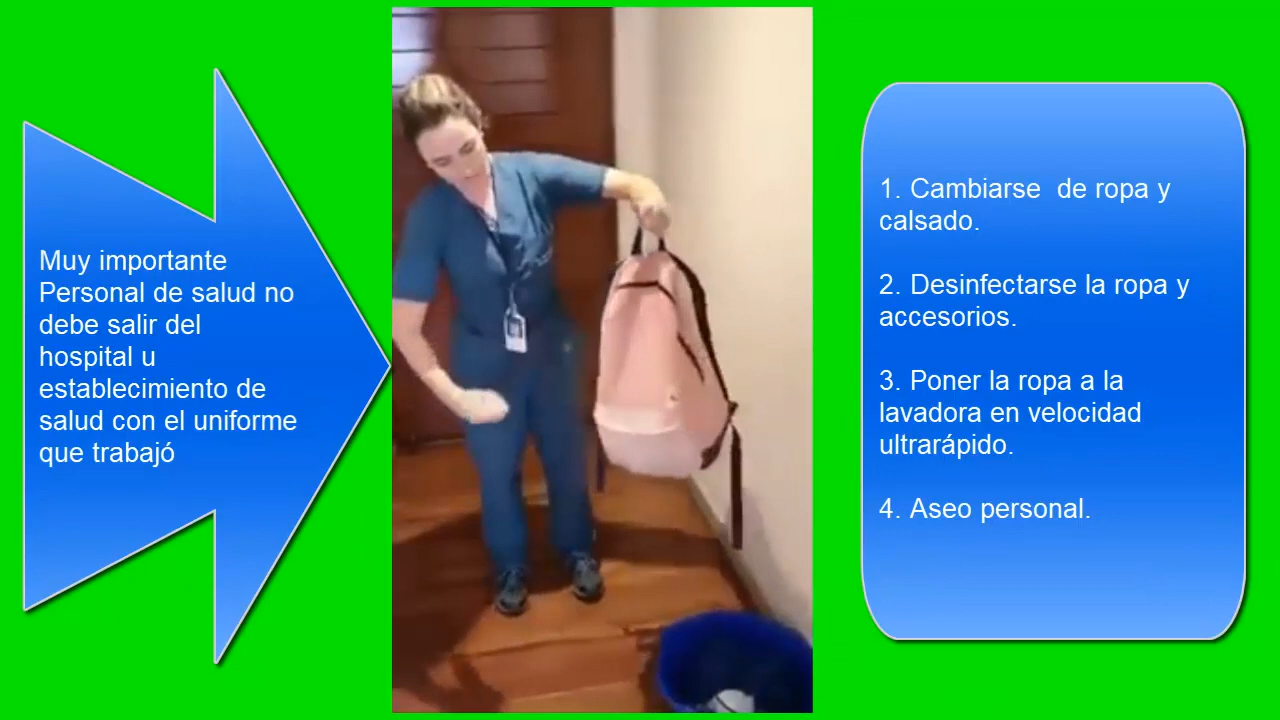 Muy importante
Personal de salud no
debe salir del
hospital u
establecimiento de
salud con el uniforme
que trabajó
1. Cambiarse  de ropa y
calsado.
2. Desinfectarse la ropa y
accesorios.
3. Poner la ropa a la
lavadora en velocidad
ultrarápido.
4. Aseo personal.